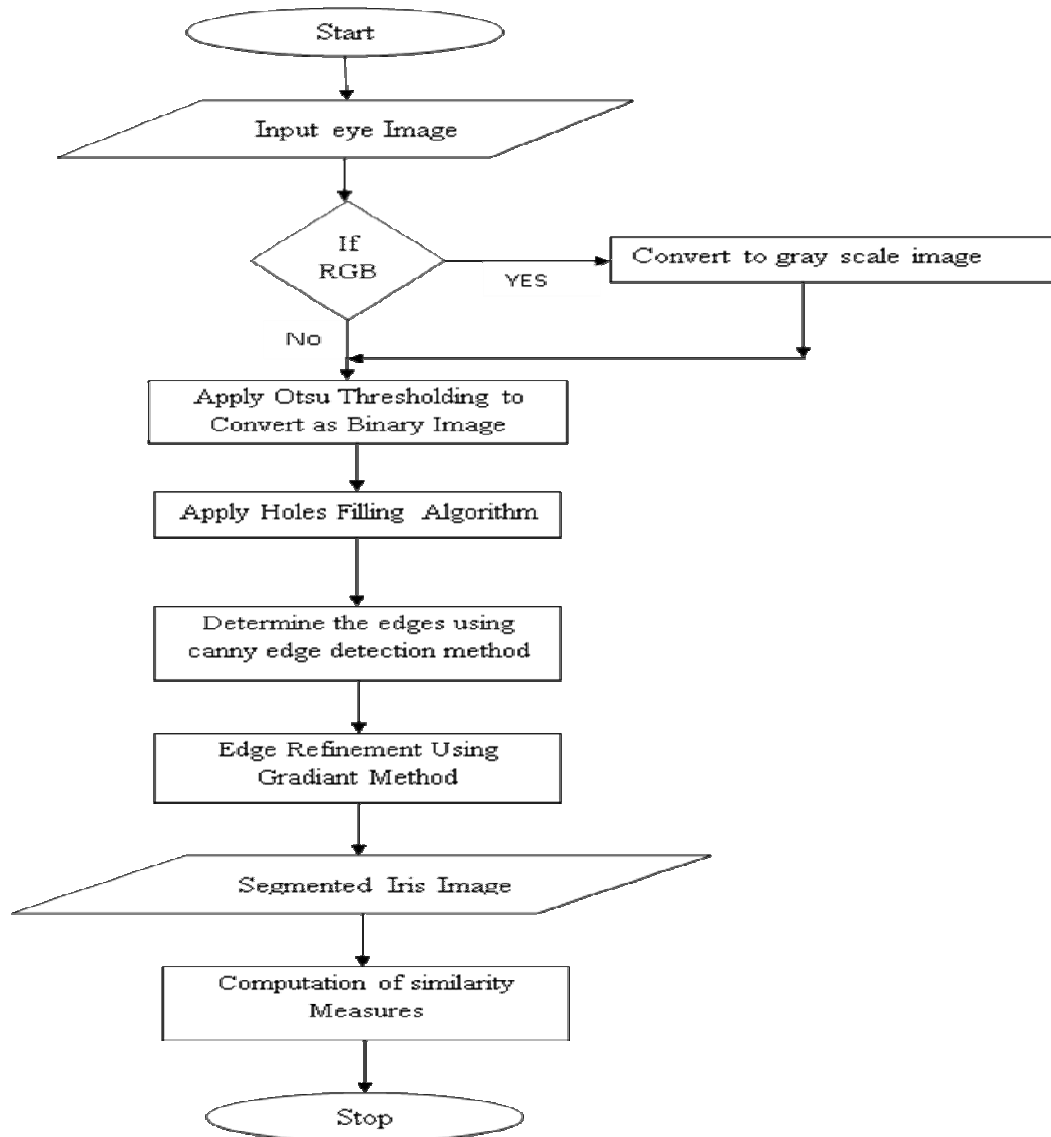 Start
Input eye Image
If
RGB
YES
Convert to gray scale image
No
Apply Otsu Thresholding to
Convert as Binary Image
Apply Holes Filling Algorithm
Determine the edges using
canny edge detection method
Edge Refinement Using
Gradiant Method
Segmented Iris Image
Computation of similarity
Measures
Stop